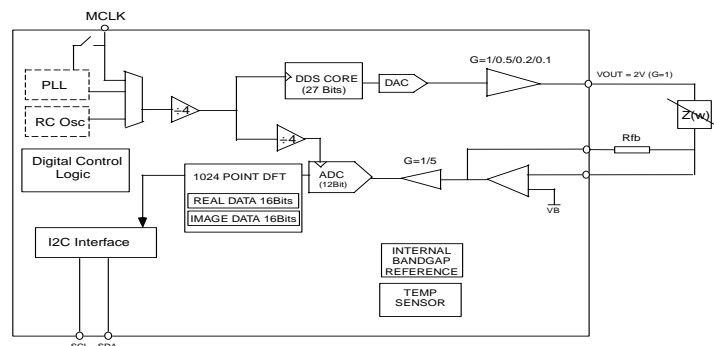 MCLK
PLL
RC Osc
÷4
DDS CORE
(27 Bits)
DAC
G=1/0.5/0.2/0.1
VOUT = 2V (G=1)
Z(w)
Rfb
÷4
Digital Control
Logic
1024 POINT DFT
REAL DATA 16Bits
IMAGE DATA 16Bits
ADC
(12Bit)
G=1/5
VB
I2C Interface
INTERNAL
BANDGAP
REFERENCE
TEMP
SENSOR
SCL SDA